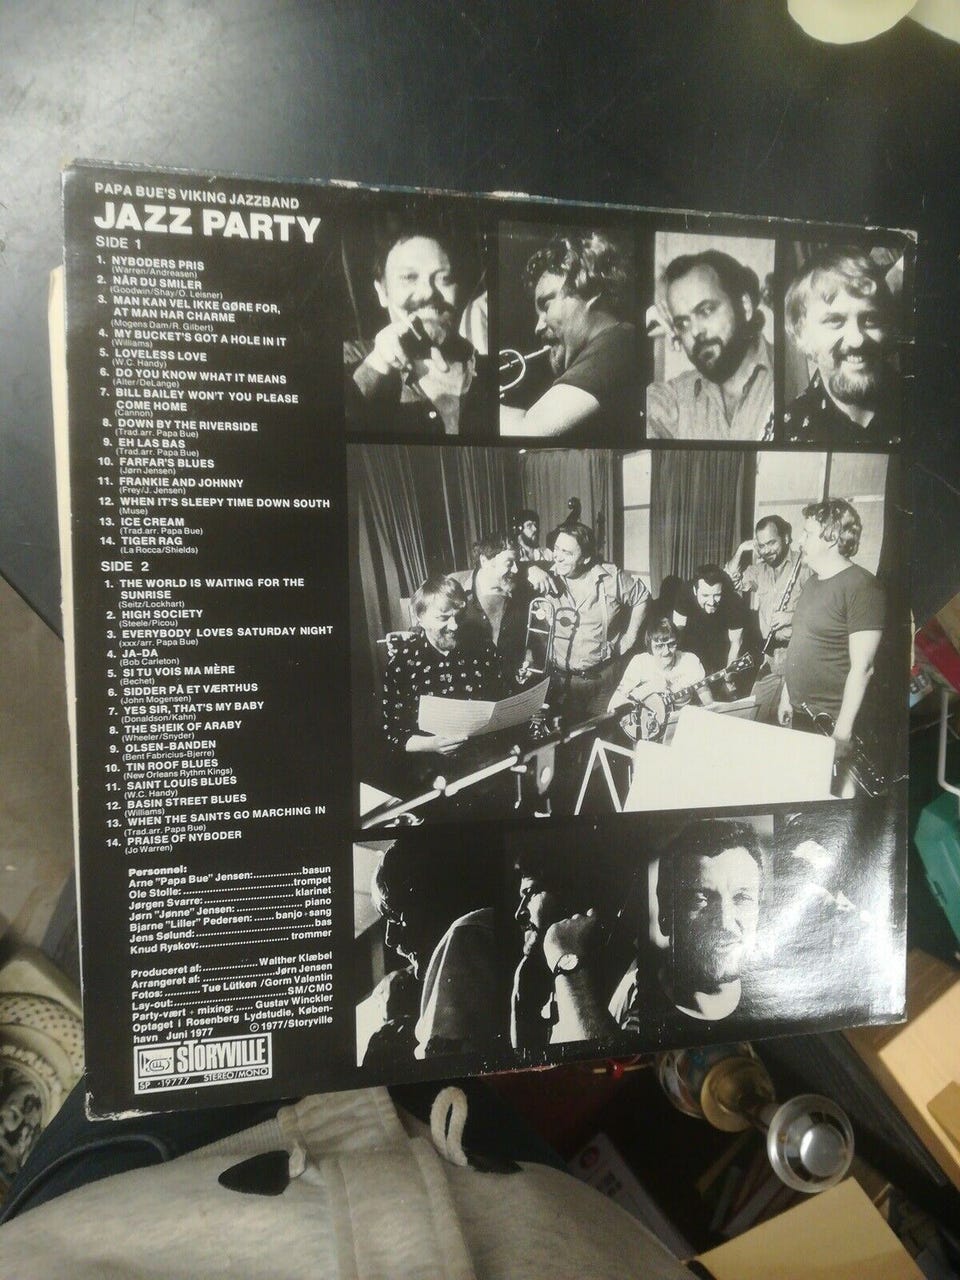 PAPA BUE'S VIKING JAZZBAND
JAZZ PARTY
SIDE 1
1. NYBODERS PRIS
(Warren/Andreasen)
2. NÅR DU SMILER
(Goodwin/Shay/O. Leisner)
3. MAN KAN VEL IKKE GØRE FOR,
AT MAN HAR CHARME
(Mogens Dam/R. Gilbert)
4. MY BUCKET'S GOT A HOLE IN IT
(Williams)
5. LOVELESS LOVE
(W.C. Handy)
6. DO YOU KNOW WHAT IT MEANS
(Alter/DeLange)
7. BILL BAILEY WON'T YOU PLEASE
COME HOME
(Cannon)
8. DOWN BY THE RIVERSIDE
(Trad.arr. Papa Bue)
9. EH LAS BAS
(Trad.arr. Papa Bue)
10. FARFAR'S BLUES
(Jørn Jensen)
11. FRANKIE AND JOHNNY
(Frey/J. Jensen)
12. WHEN IT'S SLEEPY TIME DOWN SOUTH
(Muse)
13. ICE CREAM
(Trad.arr. Papa Bue)
14. TIGER RAG
(La Rocca/Shields)
SIDE 2
1. THE WORLD IS WAITING FOR THE
SUNRISE
(Seitz/Lockhart)
2. HIGH SOCIETY
(Steele/Picou)
3. EVERYBODY LOVES SATURDAY NIGHT
(xxx/arr. Papa Bue)
4. JA-DA
(Bob Carleton)
5. SI TU VOIS MA MÈRE
(Bechet)
6. SIDDER PÅ ET VÆRTHUS
(John Mogensen)
7. YES SIR, THAT'S MY BABY
(Donaldson/Kahn)
8. THE SHEIK OF ARABY
(Wheeler/Snyder)
9. OLSEN-BANDEN
(Bent Fabricius-Bjerre)
10. TIN ROOF BLUES
(New Orleans Rythm Kings)
11. SAINT LOUIS BLUES
(W.C. Handy)
12. BASIN STREET BLUES
(Williams)
13. WHEN THE SAINTS GO MARCHING IN
(Trad.arr. Papa Bue)
14. PRAISE OF NYBODER
(Jo Warren)
Personnel:
Arne "Papa Bue" Jensen:..............basun
Ole Stolle:..............................trompet
Jørgen Svarre:..............................klarinet
Jørn "Jønne" Jensen:....................piano
Bjarne "Liller" Pedersen:.......banjo+sang
Jens Sølund:..............................bas
Knud Ryskov:..............................trommer
Produceret af:....................Walther Klæbel
Arrangeret af:....................Jørn Jensen
Fotos:............Tue Lütken /Gorm Valentin
Lay-out:..............................SM/CMO
Party-vært + mixing:......Gustav Winckler
Optaget i Rosenberg Lydstudie, Køben-
havn Juni 1977 ℗ 1977/Storyville
STORYVILLE
SP -19777 STEREO/MONO